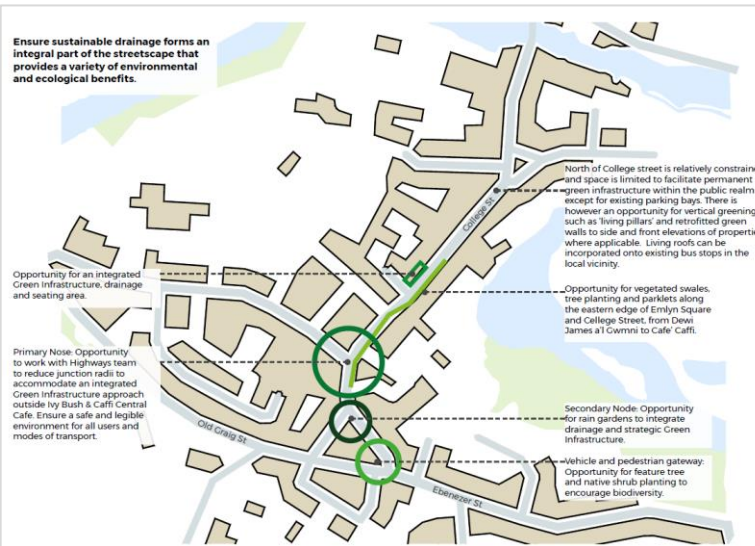 Ensure sustainable drainage forms an
integral part of the streetscape that
provides a variety of environmental
and ecological benefits.
North of College street is relatively constraine
and space is limited to facilitate permanent
green infrastructure within the public realm
except for existing parking bays. There is
however an opportunity for vertical greening
such as 'living pillars' and retrofitted green
walls to side and front elevations of propertie
where applicable. Living roofs can be
incorporated onto existing bus stops in the
local vicinity.
College St
Opportunity for an integrated
Green Infrastructure, drainage
and seating area.
Opportunity for vegetated swales,
tree planting and parklets along
the eastern edge of Emlyn Square
and Cellege Street, from Dewi
James a'l Gwmni to Cafe' Caffi.
Primary Nose: Opportunity
to work with Highways team
to reduce junction radii to
accommodate an integrated
Green Infrastructure approach
outside Ivy Bush & Caffi Central
Cafe. Ensure a safe and legible
environment for all users and
modes of transport.
Old Graig St
Secondary Node: Opportunity
for rain gardens to integrate
drainage and strategic Green
Infrastructure.
Vehicle and pedestrian gateway:
Opportunity for feature tree
and native shrub planting to
encourage biodiversity.
Ebenezer St